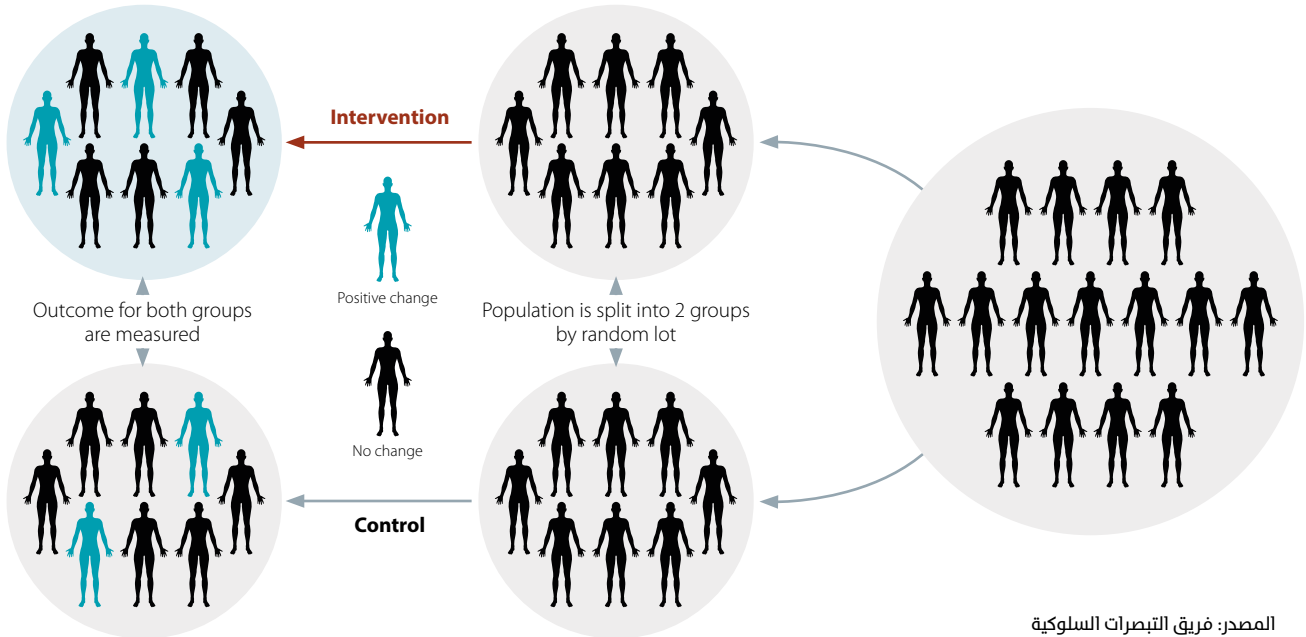 Intervention
Positive change
Outcome for both groups
are measured
Population is split into 2 groups
by random lot
No change
Control
المصدر: فريق التبصرات السلوكية